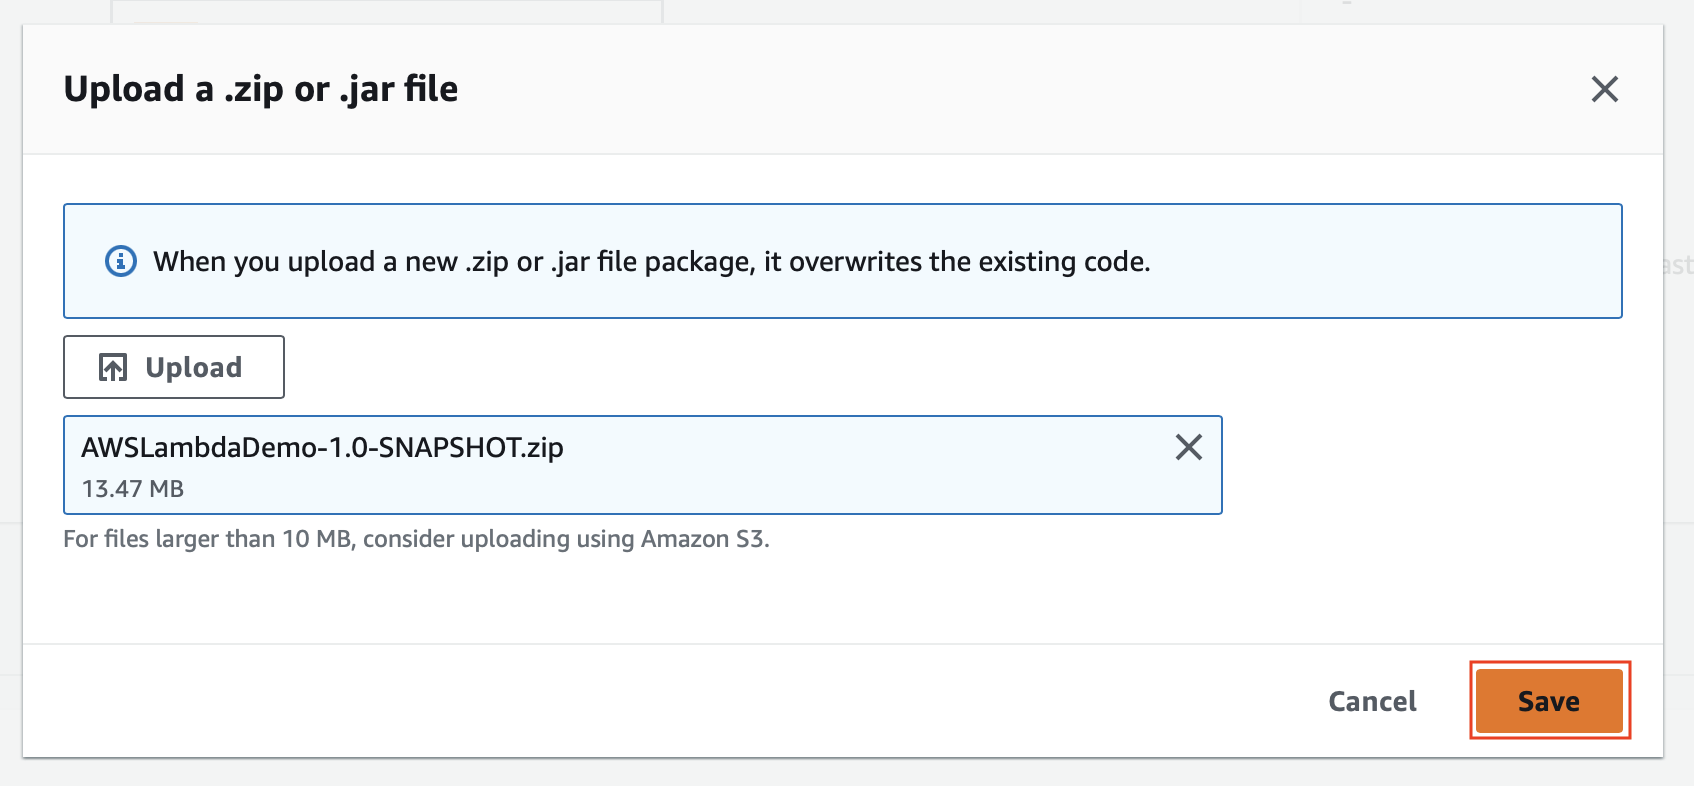 Upload a .zip or .jar file
When you upload a new .zip or .jar file package, it overwrites the existing code.
Upload
AWSLambdaDemo-1.0-SNAPSHOT.zip
13.47 MB
For files larger than 10 MB, consider uploading using Amazon S3.
Cancel
Save